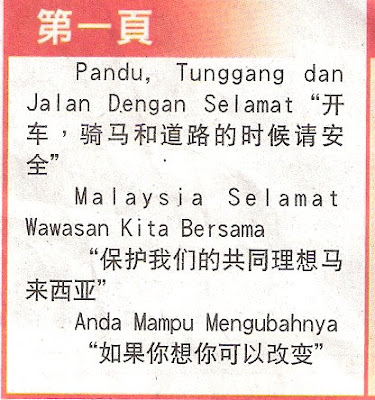 第一頁
Pandu, Tunggang dan
Jalan Dengan Selamat “开
车，骑马和道路的时候请安
全”
Malaysia Selamat
Wawasan Kita Bersama
“保护我们的共同理想马
来西亚”
Anda Mampu Mengubahnya
“如果你想你可以改变”